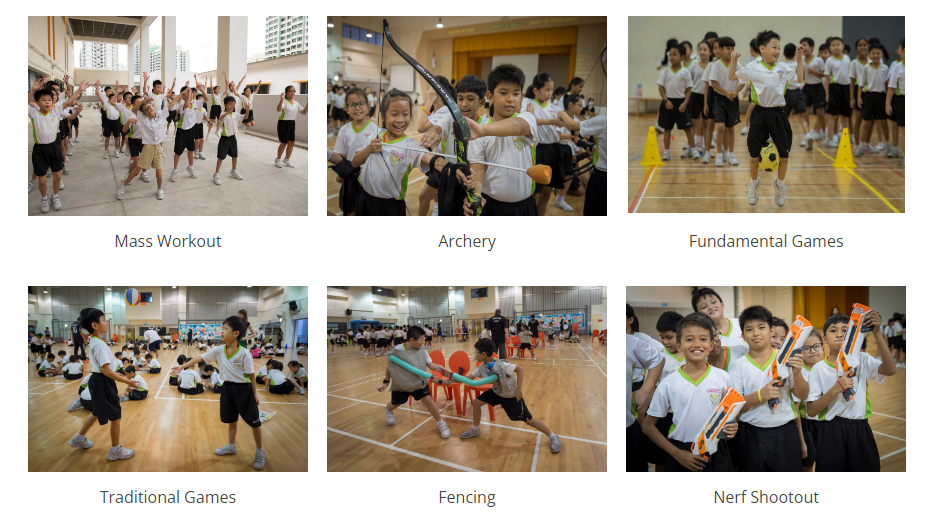 Mass Workout
Archery
Fundamental Games
Traditional Games
Fencing
Nerf Shootout